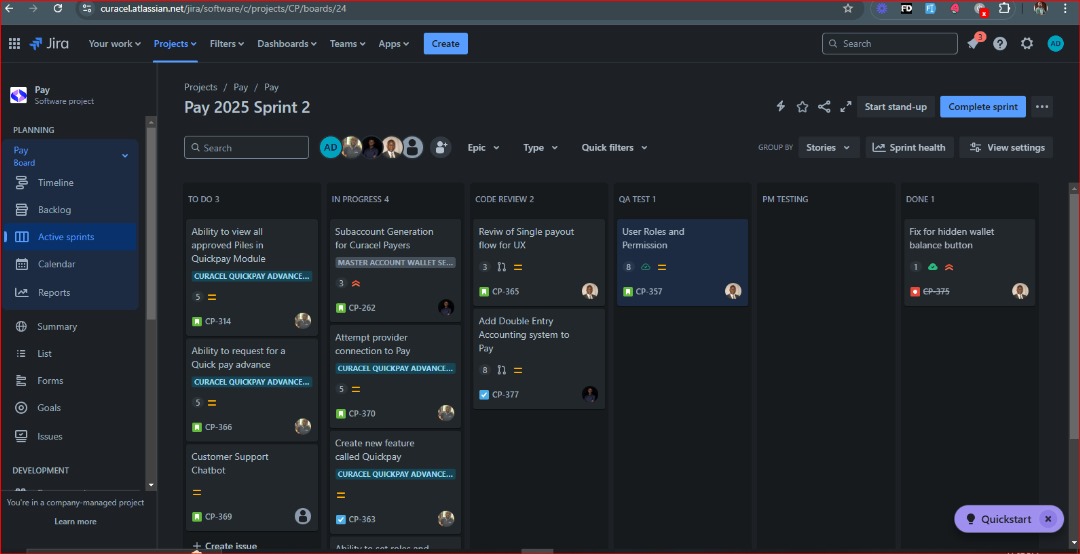 curacel.atlassian.net/jira/software/c/projects/CP/boards/24
Jira
Your work
Projects
Filters
Dashboards
Teams
Apps
Create
Search
3
AD
Pay
Software project
PLANNING
Pay
Board
Timeline
Backlog
Active sprints
Calendar
Reports
Summary
List
Forms
Goals
Issues
DEVELOPMENT
You're in a company-managed project
Learn more
Projects / Pay / Pay
Pay 2025 Sprint 2
Start stand-up
Complete sprint
Search
AD
Epic
Type
Quick filters
GROUP BY
Stories
Sprint health
View settings
TO DO 3
Ability to view all
approved Piles in
Quickpay Module
CURACEL QUICKPAY ADVANCE...
5
CP-314
Ability to request for a
Quick pay advance
CURACEL QUICKPAY ADVANCE...
5
CP-366
Customer Support
Chatbot
CP-369
+ Create issue
IN PROGRESS 4
Subaccount Generation
for Curacel Payers
MASTER ACCOUNT WALLET SE...
3
CP-262
Attempt provider
connection to Pay
CURACEL QUICKPAY ADVANCE...
5
CP-370
Create new feature
called Quickpay
CURACEL QUICKPAY ADVANCE...
CP-363
Ability to set roles and
CODE REVIEW 2
Reviw of Single payout
flow for UX
3
CP-365
Add Double Entry
Accounting system to
Pay
8
CP-377
QA TEST 1
User Roles and
Permission
8
CP-357
PM TESTING
DONE 1
Fix for hidden wallet
balance button
1
CP-375
Quickstart